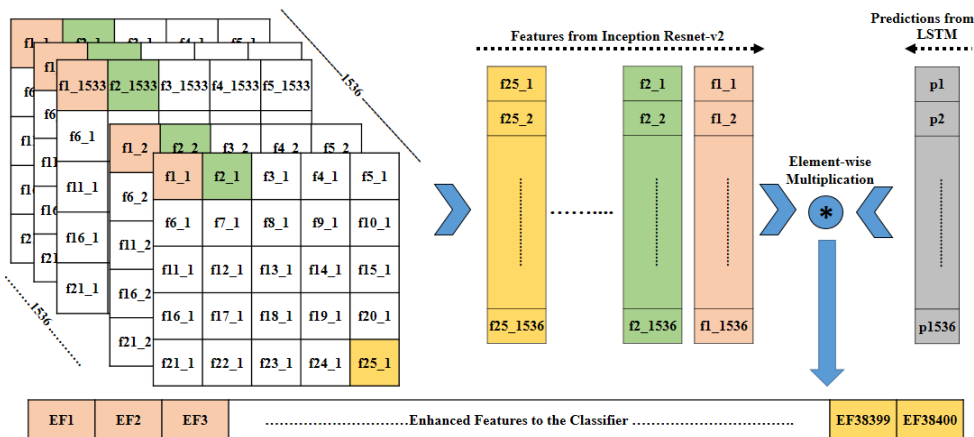 f1_1 f2_1 f3_1 f4_1 f5_1
f6_1 f7_1 f8_1 f9_1 f10_1
f11_1 f12_1 f13_1 f14_1 f15_1
f16_1 f17_1 f18_1 f19_1 f20_1
f21_1 f22_1 f23_1 f24_1 f25_1
f1_2 f2_2 f3_2 f4_2 f5_2
f6_2
f11_2
f16_2
f21_2
f1_1533 f2_1533 f3_1533 f4_1533 f5_1533
f6_1
f11_1
f16_1
f21_1
1536
1536
Features from Inception Resnet-v2
f25_1 f2_1 f1_1
f25_2 f2_2 f1_2
f25_1536 f2_1536 f1_1536
Element-wise
Multiplication
*
Predictions from
LSTM
p1
p2
p1536
EF1 EF2 EF3 Enhanced Features to the Classifier EF38399 EF38400